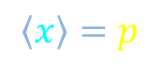 ⟨x⟩ = p